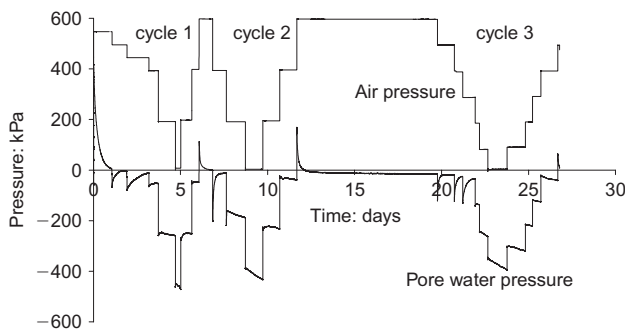 600
cycle 1
cycle 2
cycle 3
400
Air pressure
200
0
0
5
10
15
20
25
30
Time: days
−200
−400
Pore water pressure
−600
Pressure: kPa